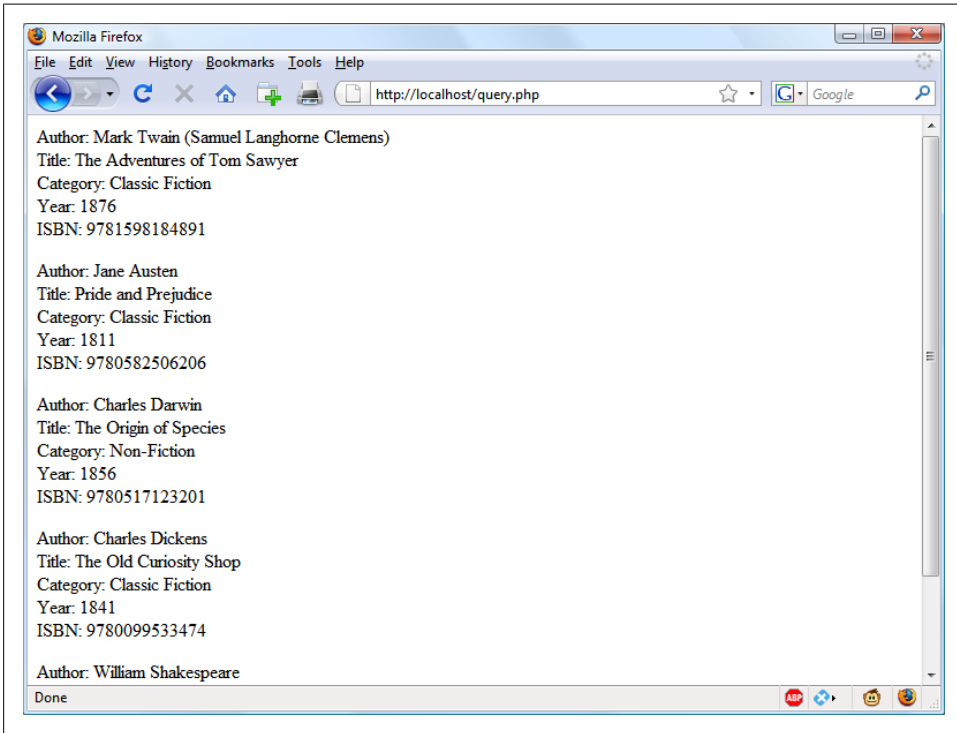 Mozilla Firefox
File Edit View History Bookmarks Tools Help
http://localhost/query.php
G Google
Author: Mark Twain (Samuel Langhorne Clemens)
Title: The Adventures of Tom Sawyer
Category: Classic Fiction
Year: 1876
ISBN: 9781598184891
Author: Jane Austen
Title: Pride and Prejudice
Category: Classic Fiction
Year: 1811
ISBN: 9780582506206
Author: Charles Darwin
Title: The Origin of Species
Category: Non-Fiction
Year: 1856
ISBN: 9780517123201
Author: Charles Dickens
Title: The Old Curiosity Shop
Category: Classic Fiction
Year: 1841
ISBN: 9780099533474
Author: William Shakespeare
Done
ABP